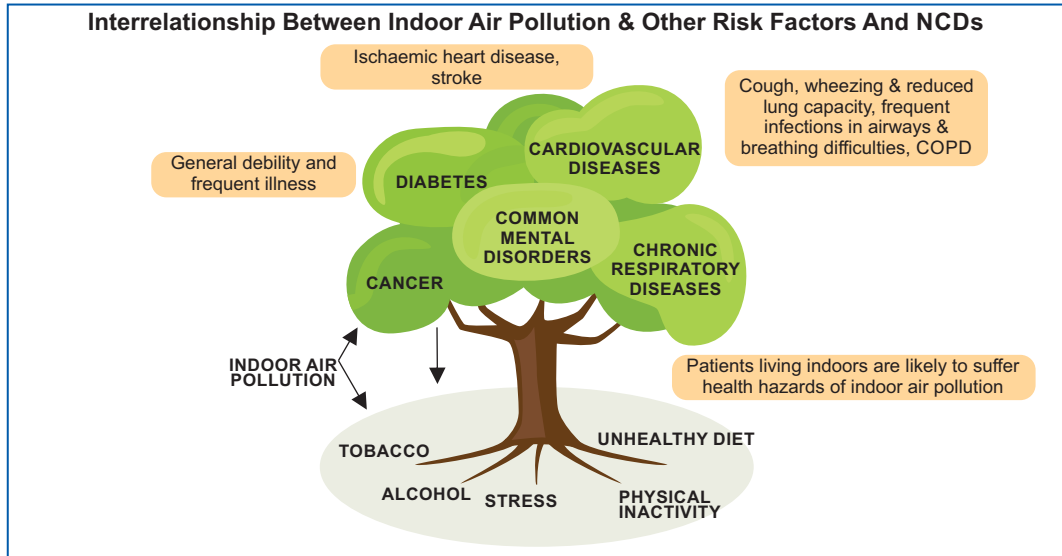 Interrelationship Between Indoor Air Pollution & Other Risk Factors And NCDs
Ischaemic heart disease,
stroke
Cough, wheezing & reduced
lung capacity, frequent
infections in airways &
breathing difficulties, COPD
General debility and
frequent illness
CARDIOVASCULAR
DISEASES
DIABETES
COMMON
MENTAL
DISORDERS
CHRONIC
RESPIRATORY
DISEASES
CANCER
INDOOR AIR
POLLUTION
Patients living indoors are likely to suffer
health hazards of indoor air pollution
TOBACCO
ALCOHOL
STRESS
PHYSICAL
INACTIVITY
UNHEALTHY DIET